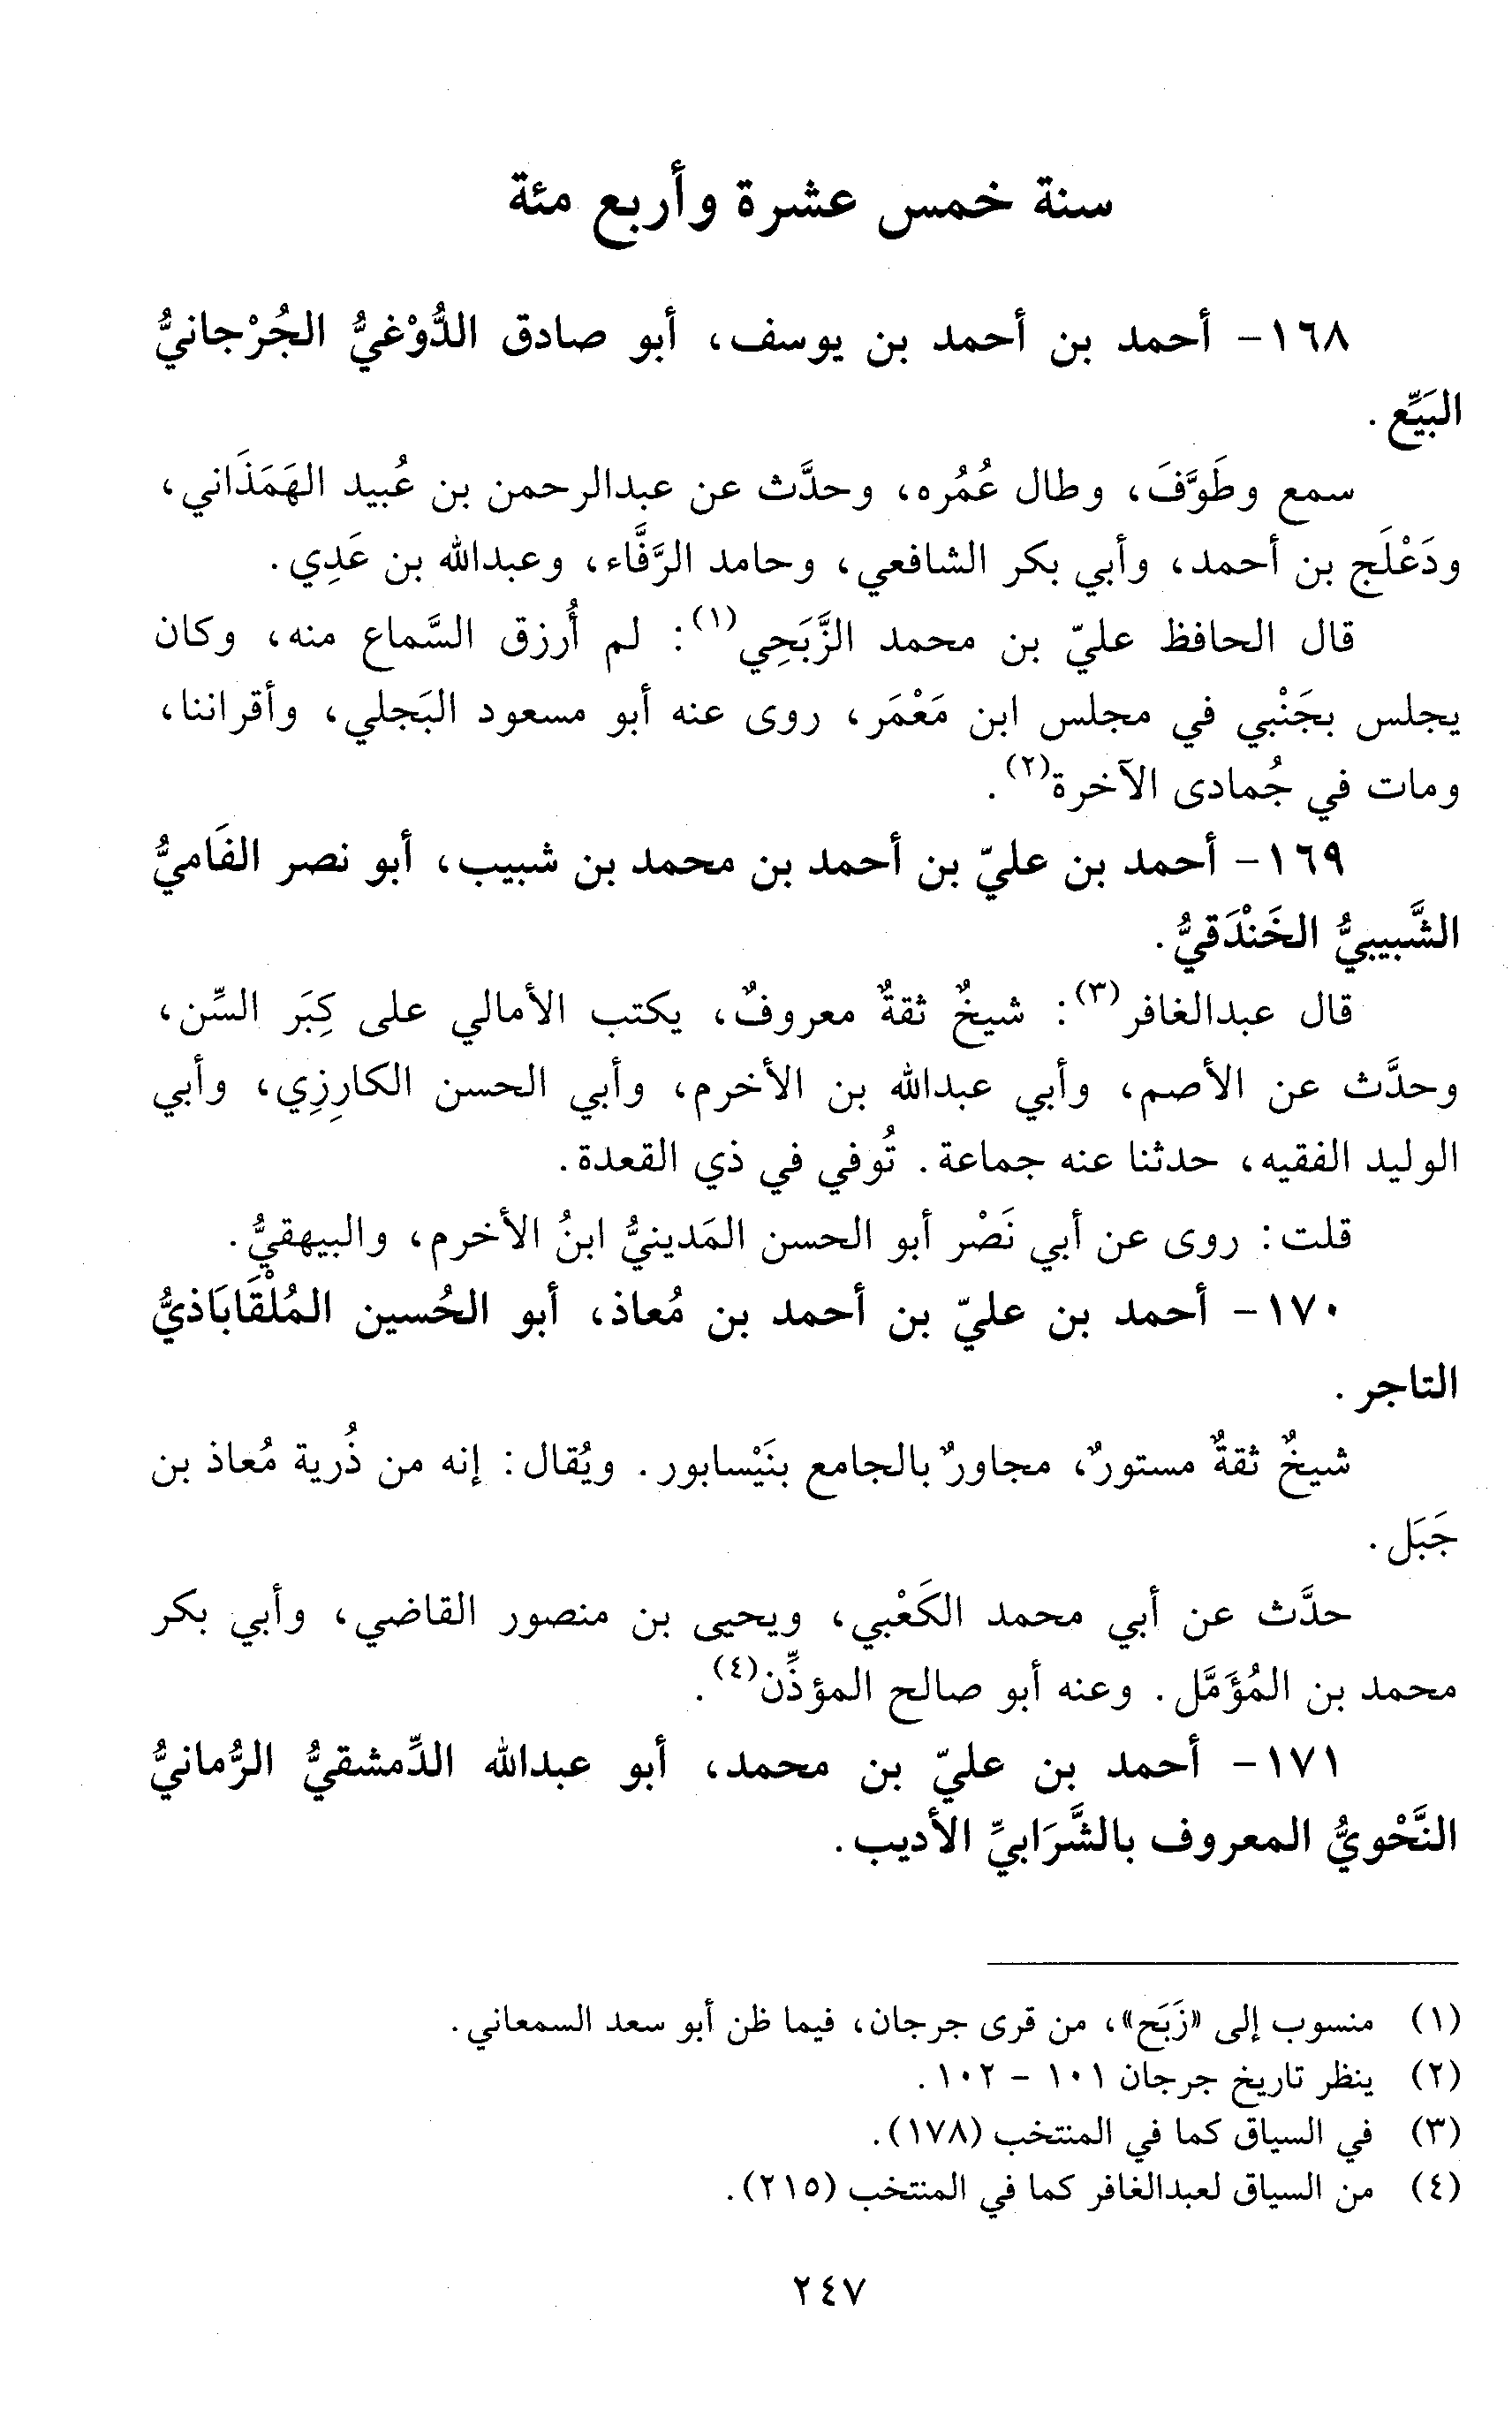 سنة خمس عشرة وأربع مئة
١٦٨- أحمد بن أحمد بن يوسف، أبو صادق الدُّوْغيُّ الجُرْجانيُّ
البَيِّع.
سمع وطَوَّفَ، وطال عُمُره، وحدَّث عن عبدالرحمن بن عُبيد الهَمَذَاني،
ودَعْلَج بن أحمد، وأبي بكر الشافعي، وحامد الرَّفَّاء، وعبدالله بن عَدِي.
قال الحافظ عليّ بن محمد الزَّبَحِي(١): لم أُرزق السَّماع منه، وكان
يجلس بجَنْبي في مجلس ابن مَعْمَر، روى عنه أبو مسعود البَجلي، وأقراننا،
ومات في جُمادى الآخرة(٢).
١٦٩- أحمد بن عليّ بن أحمد بن محمد بن شبيب، أبو نصر الفَاميُّ
الشَّبيبيُّ الخَنْدَقيُّ.
قال عبدالغافر(٣): شيخٌ ثقةٌ معروفٌ، يكتب الأمالي على كِبَر السِّن،
وحدَّث عن الأصم، وأبي عبدالله بن الأخرم، وأبي الحسن الكارِزِي، وأبي
الوليد الفقيه، حدثنا عنه جماعة. تُوفي في ذي القعدة.
قلت: روى عن أبي نَصْر أبو الحسن المَدينيُّ ابنُ الأخرم، والبيهقيُّ.
١٧٠- أحمد بن عليّ بن أحمد بن مُعاذ، أبو الحُسين المُلْقَابَاذيُّ
التاجر.
شيخٌ ثقةٌ مستورٌ، مجاورٌ بالجامع بنَيْسابور. ويُقال: إنه من ذُرية مُعاذ بن
جَبَل.
حدَّث عن أبي محمد الكَعْبي، ويحيى بن منصور القاضي، وأبي بكر
محمد بن المُؤَمَّل. وعنه أبو صالح المؤذِّن(٤).
١٧١- أحمد بن عليّ بن محمد، أبو عبدالله الدِّمشقيُّ الرُّمانيُّ
النَّحْويُّ المعروف بالشَّرَابيِّ الأديب.
(١) منسوب إلى «زَبَح»، من قرى جرجان، فيما ظن أبو سعد السمعاني.
(٢) ينظر تاريخ جرجان ١٠١ - ١٠٢.
(٣) في السياق كما في المنتخب (١٧٨).
(٤) من السياق لعبدالغافر كما في المنتخب (٢١٥).
٢٤٧